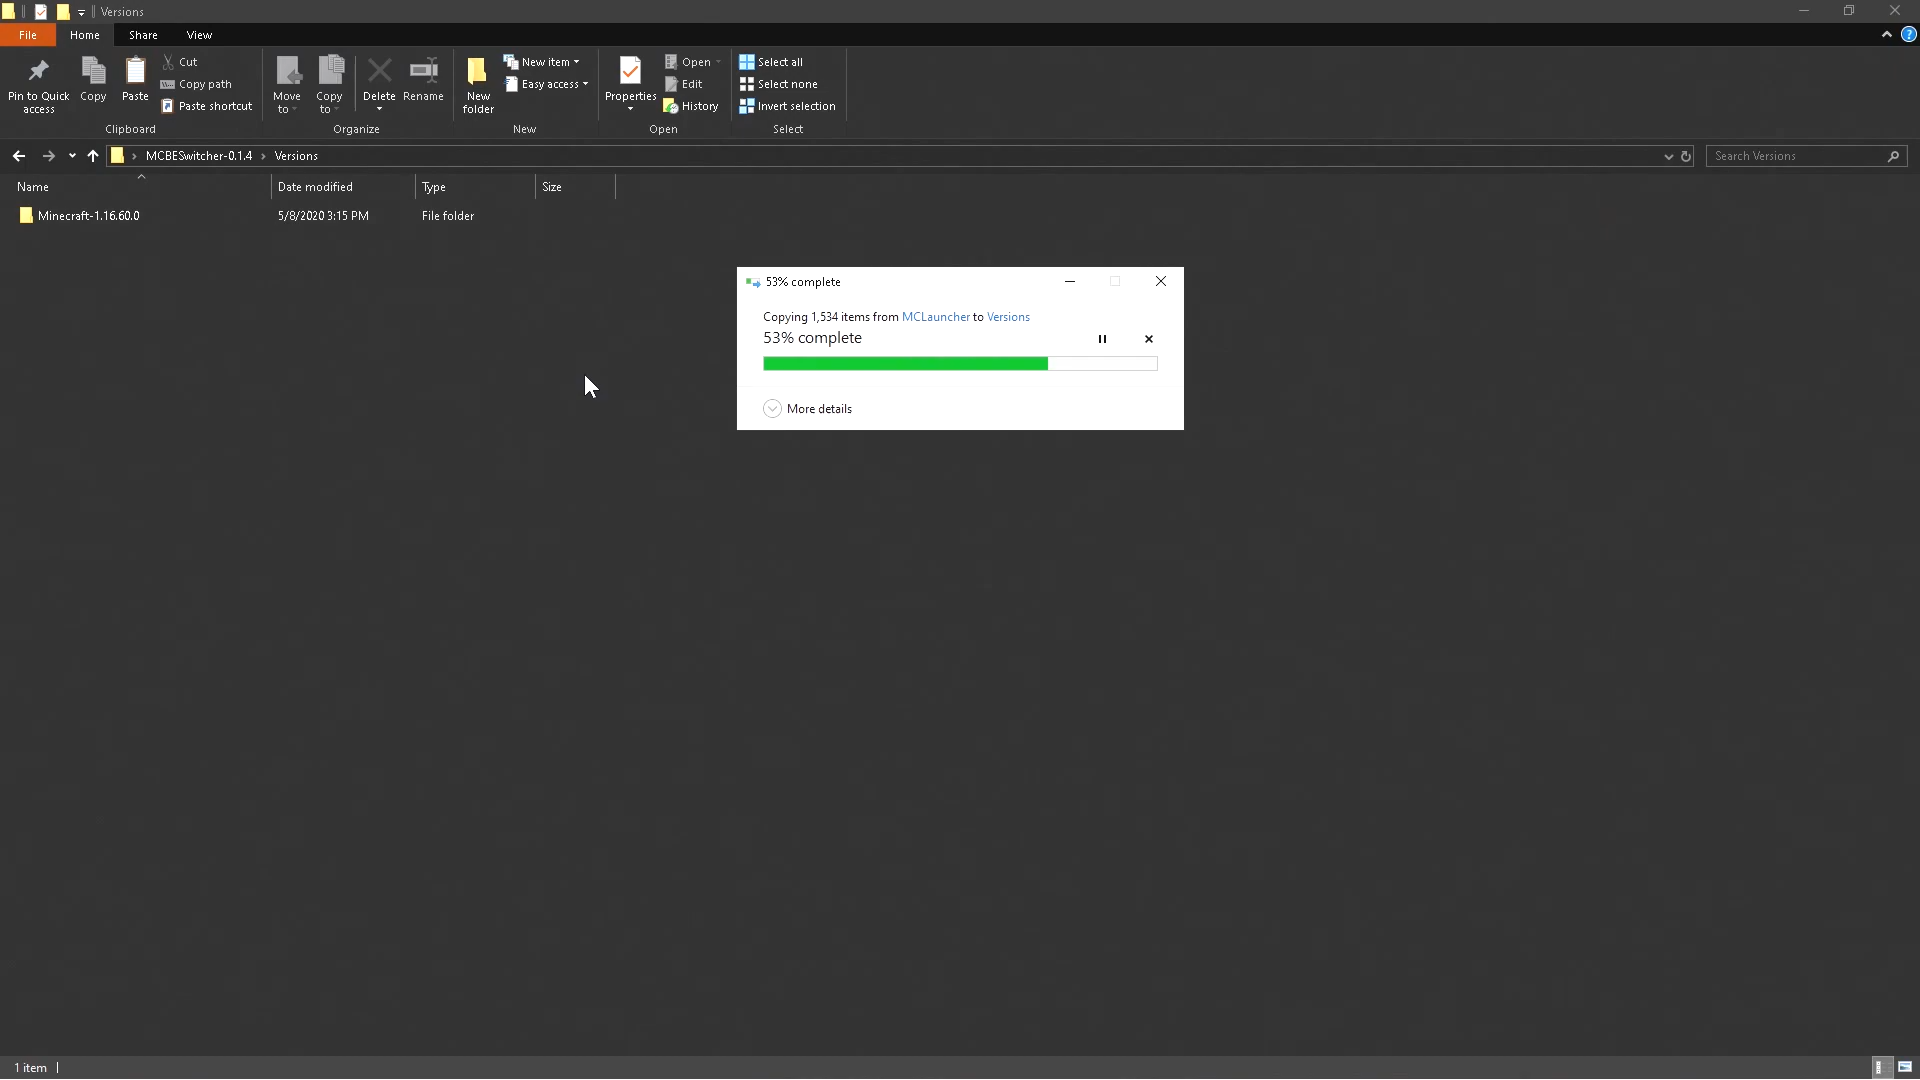 Versions
File Home Share View
Pin to Quick access
Copy
Paste
Cut
Copy path
Paste shortcut
Clipboard
Move to
Copy to
Delete
Rename
Organize
New folder
New item
Easy access
New
Properties
Open
Edit
History
Open
Select all
Select none
Invert selection
Select
MCBESwitcher-0.1.4 > Versions
Search Versions
Name Date modified Type Size
Minecraft-1.16.60.0 5/8/2020 3:15 PM File folder
53% complete
Copying 1,534 items from MCLauncher to Versions
53% complete
More details
1 item